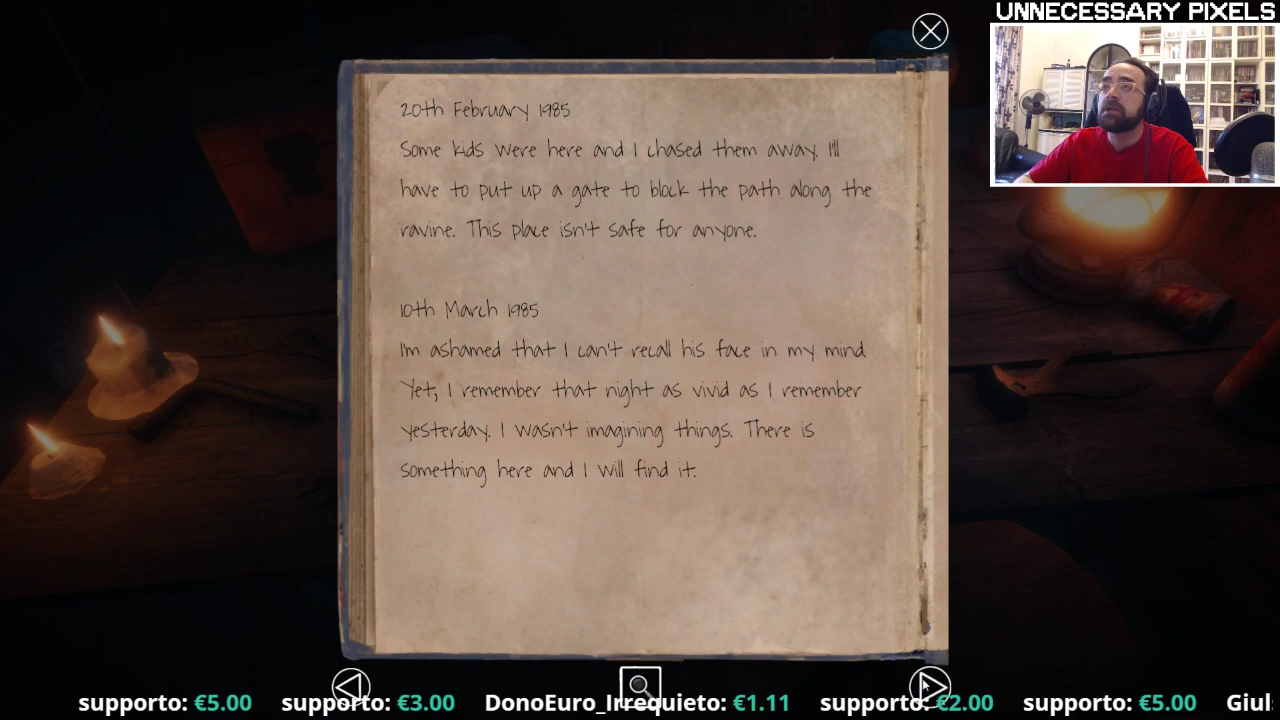 UNNECESSARY PIXELS
20th February 1985
Some kids were here and I chased them away. I'll
have to put up a gate to block the path along the
ravine. This place isn't safe for anyone.
10th March 1985
I'm ashamed that I can't recall his face in my mind.
Yet, I remember that night as vivid as I remember
yesterday. I wasn't imagining things. There is
something here and I will find it.
supporto: €5.00 supporto: €3.00 DonoEuro_Irrequieto: €1.11 supporto: €2.00 supporto: €5.00 Giul